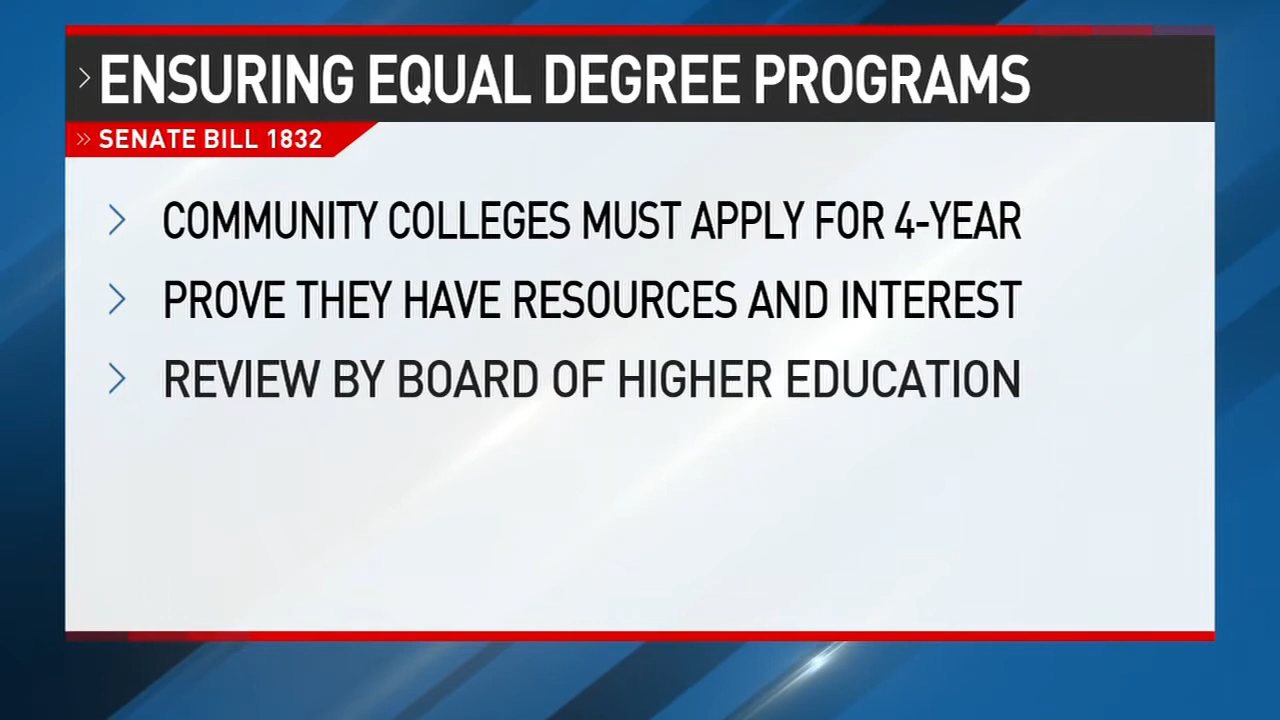 ENSURING EQUAL DEGREE PROGRAMS
SENATE BILL 1832
COMMUNITY COLLEGES MUST APPLY FOR 4-YEAR
PROVE THEY HAVE RESOURCES AND INTEREST
REVIEW BY BOARD OF HIGHER EDUCATION